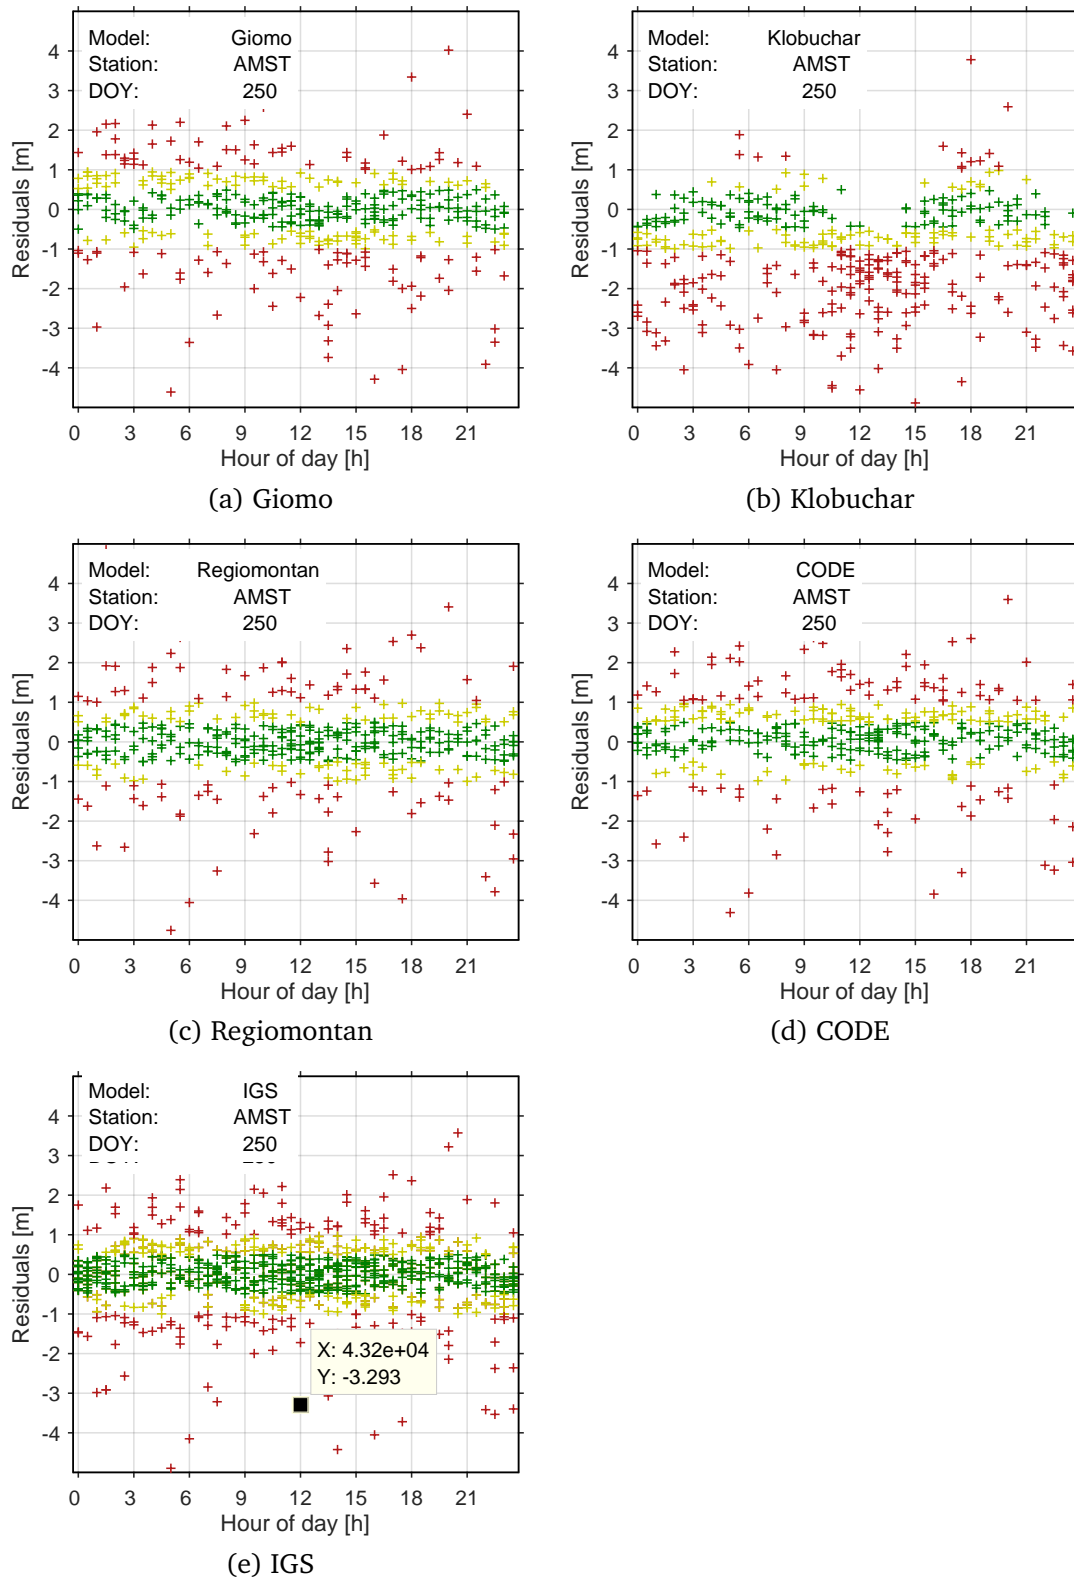 Model: Giomo
Station: AMST
DOY: 250
4
3
2
1
0
-1
-2
-3
-4
Residuals [m]
0 3 6 9 12 15 18 21
Hour of day [h]
(a) Giomo
Model: Klobuchar
Station: AMST
DOY: 250
4
3
2
1
0
-1
-2
-3
-4
Residuals [m]
0 3 6 9 12 15 18 21
Hour of day [h]
(b) Klobuchar
Model: Regiomontan
Station: AMST
DOY: 250
4
3
2
1
0
-1
-2
-3
-4
Residuals [m]
0 3 6 9 12 15 18 21
Hour of day [h]
(c) Regiomontan
Model: CODE
Station: AMST
DOY: 250
4
3
2
1
0
-1
-2
-3
-4
Residuals [m]
0 3 6 9 12 15 18 21
Hour of day [h]
(d) CODE
Model: IGS
Station: AMST
DOY: 250
4
3
2
1
0
-1
-2
-3
-4
Residuals [m]
X: 4.32e+04
Y: -3.293
0 3 6 9 12 15 18 21
Hour of day [h]
(e) IGS